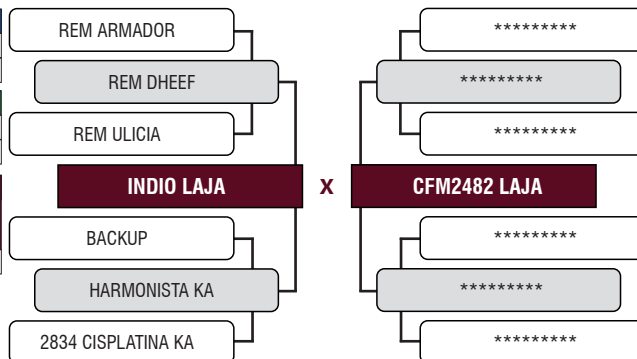 REM ARMADOR
REM DHEEF
REM ULICIA
INDIO LAJA
BACKUP
HARMONISTA KA
2834 CISPLATINA KA
X
*********
*********
*********
CFM2482 LAJA
*********
*********
*********